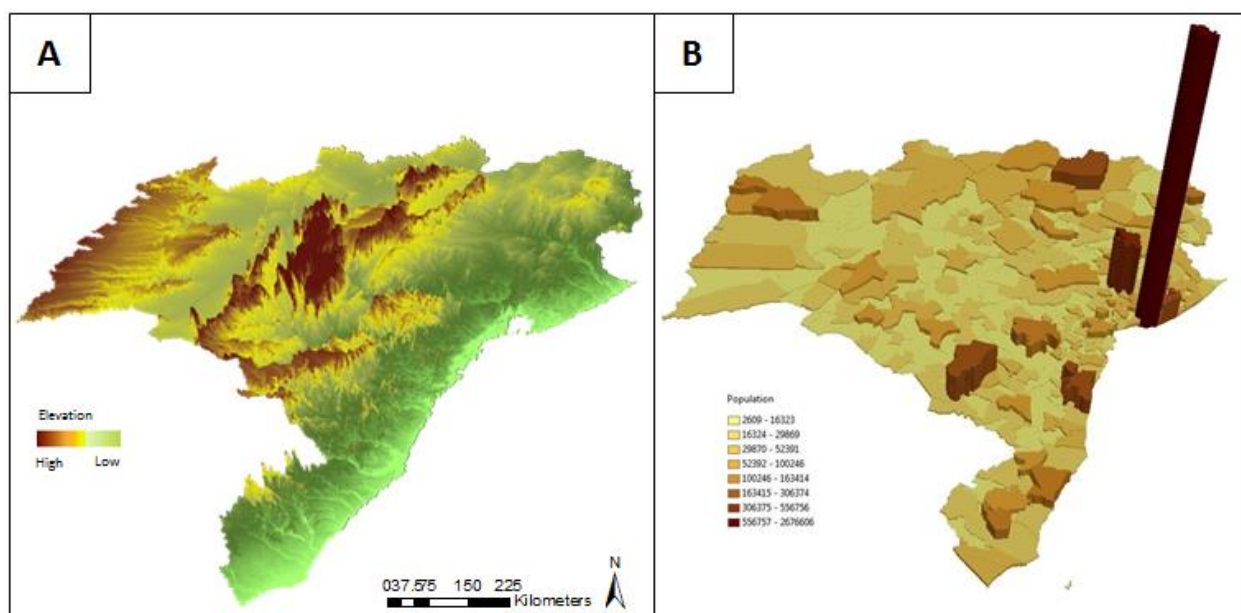 A
B
Elevation
High Low
037.575 150 225
Kilometers
N
Population
2609 - 16323
16324 - 29869
29870 - 52391
52392 - 100246
100246 - 163414
163415 - 306374
306375 - 556756
556757 - 2676606